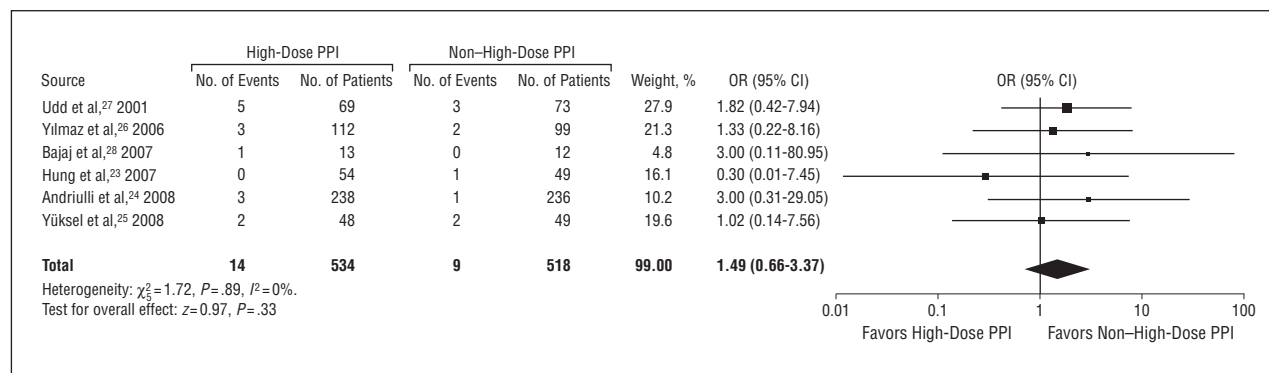 High-Dose PPI Non–High-Dose PPI
Source No. of Events No. of Patients No. of Events No. of Patients Weight, % OR (95% CI) OR (95% CI)
Udd et al,²⁷ 2001 5 69 3 73 27.9 1.82 (0.42-7.94)
Yılmaz et al,²⁶ 2006 3 112 2 99 21.3 1.33 (0.22-8.16)
Bajaj et al,²⁸ 2007 1 13 0 12 4.8 3.00 (0.11-80.95)
Hung et al,²³ 2007 0 54 1 49 16.1 0.30 (0.01-7.45)
Andriulli et al,²⁴ 2008 3 238 1 236 10.2 3.00 (0.31-29.05)
Yüksel et al,²⁵ 2008 2 48 2 49 19.6 1.02 (0.14-7.56)
Total 14 534 9 518 99.00 1.49 (0.66-3.37)
Heterogeneity: χ²₅=1.72, P=.89, I²=0%.
Test for overall effect: z=0.97, P=.33
0.01 0.1 1 10 100
Favors High-Dose PPI Favors Non–High-Dose PPI